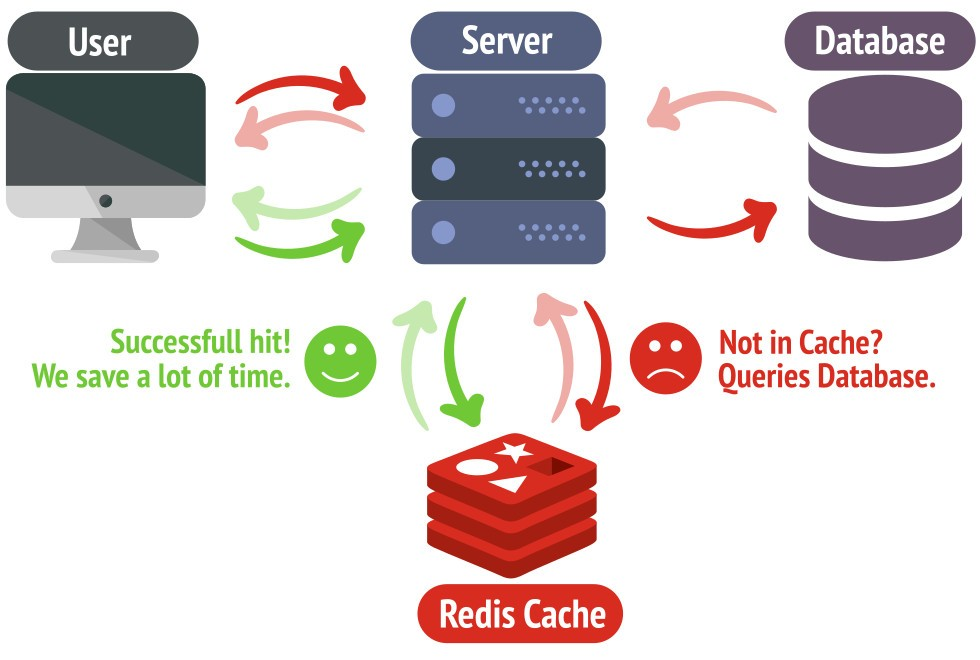 User
Server
Database
Successfull hit!
We save a lot of time.
Not in Cache?
Queries Database.
Redis Cache